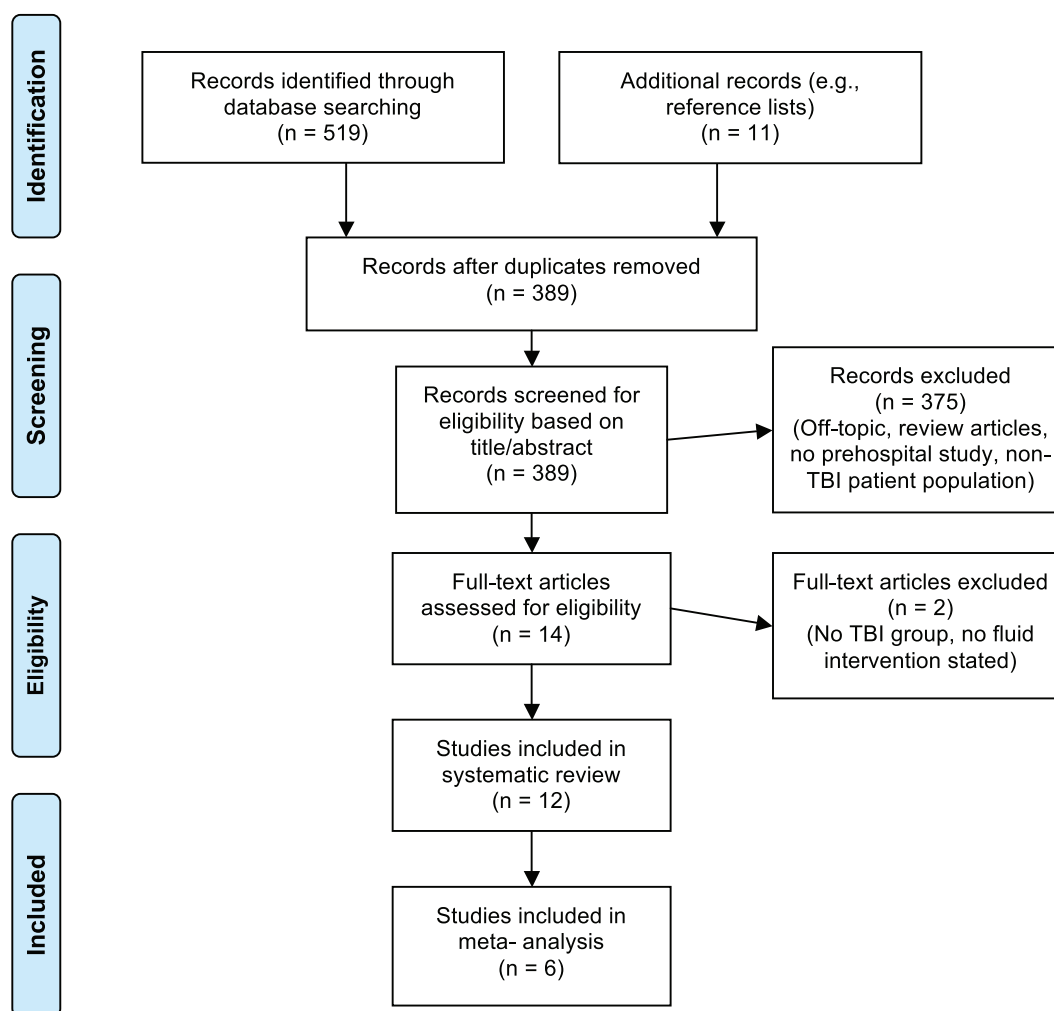 Identification
Records identified through
database searching
(n = 519)
Additional records (e.g.,
reference lists)
(n = 11)
Records after duplicates removed
(n = 389)
Screening
Records screened for
eligibility based on
title/abstract
(n = 389)
Records excluded
(n = 375)
(Off-topic, review articles,
no prehospital study, non-
TBI patient population)
Eligibility
Full-text articles
assessed for eligibility
(n = 14)
Full-text articles excluded
(n = 2)
(No TBI group, no fluid
intervention stated)
Studies included in
systematic review
(n = 12)
Included
Studies included in
meta- analysis
(n = 6)